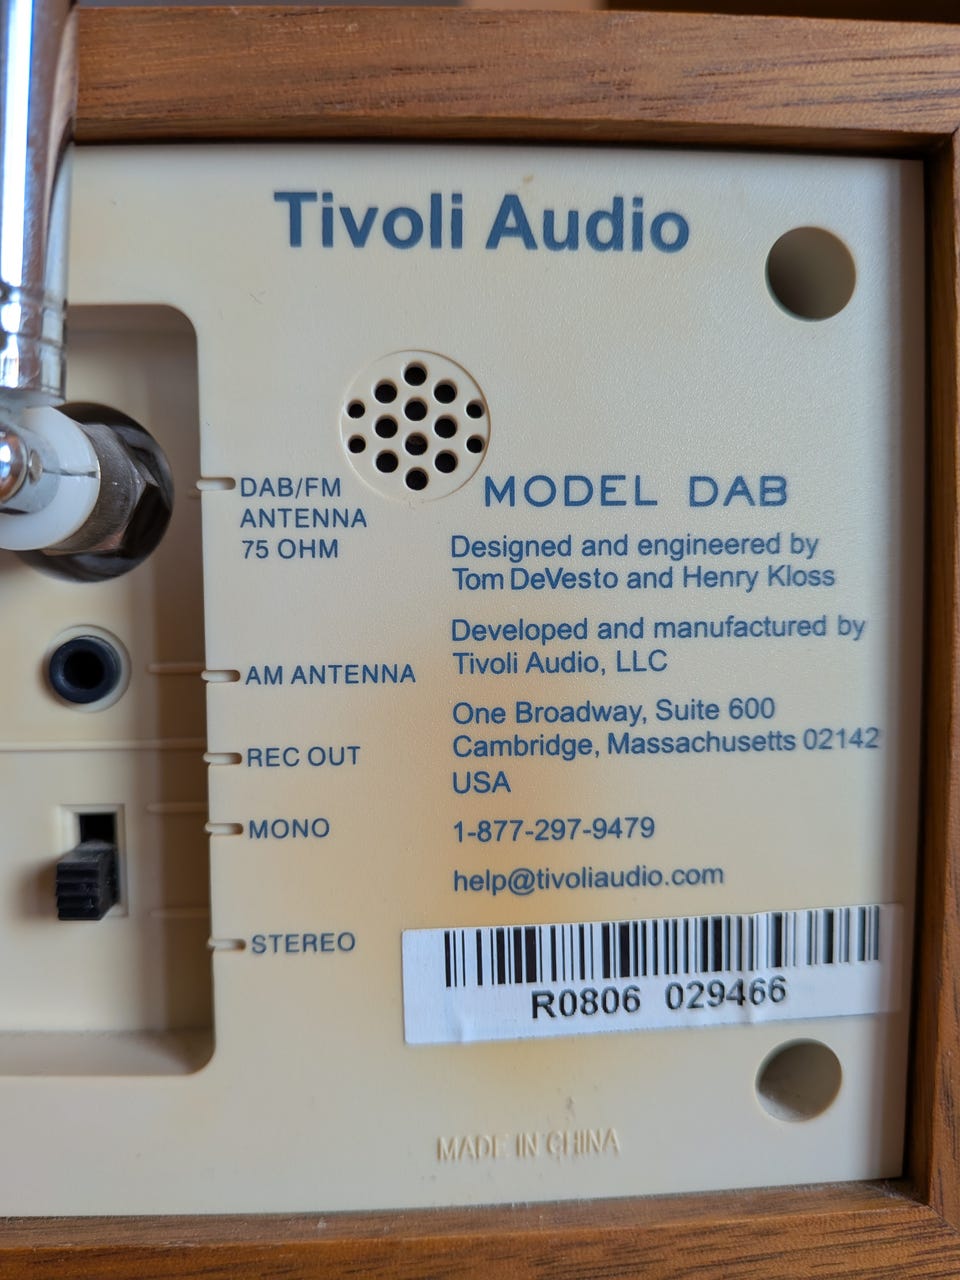 Tivoli Audio
DAB/FM
ANTENNA
75 OHM
AM ANTENNA
REC OUT
MONO
STEREO
MODEL DAB
Designed and engineered by
Tom DeVesto and Henry Kloss
Developed and manufactured by
Tivoli Audio, LLC
One Broadway, Suite 600
Cambridge, Massachusetts 02142
USA
1-877-297-9479
help@tivoliaudio.com
R0806 029466
MADE IN CHINA